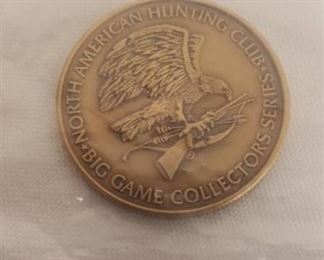 NORTH AMERICAN HUNTING CLUB
BIG GAME COLLECTORS SERIES